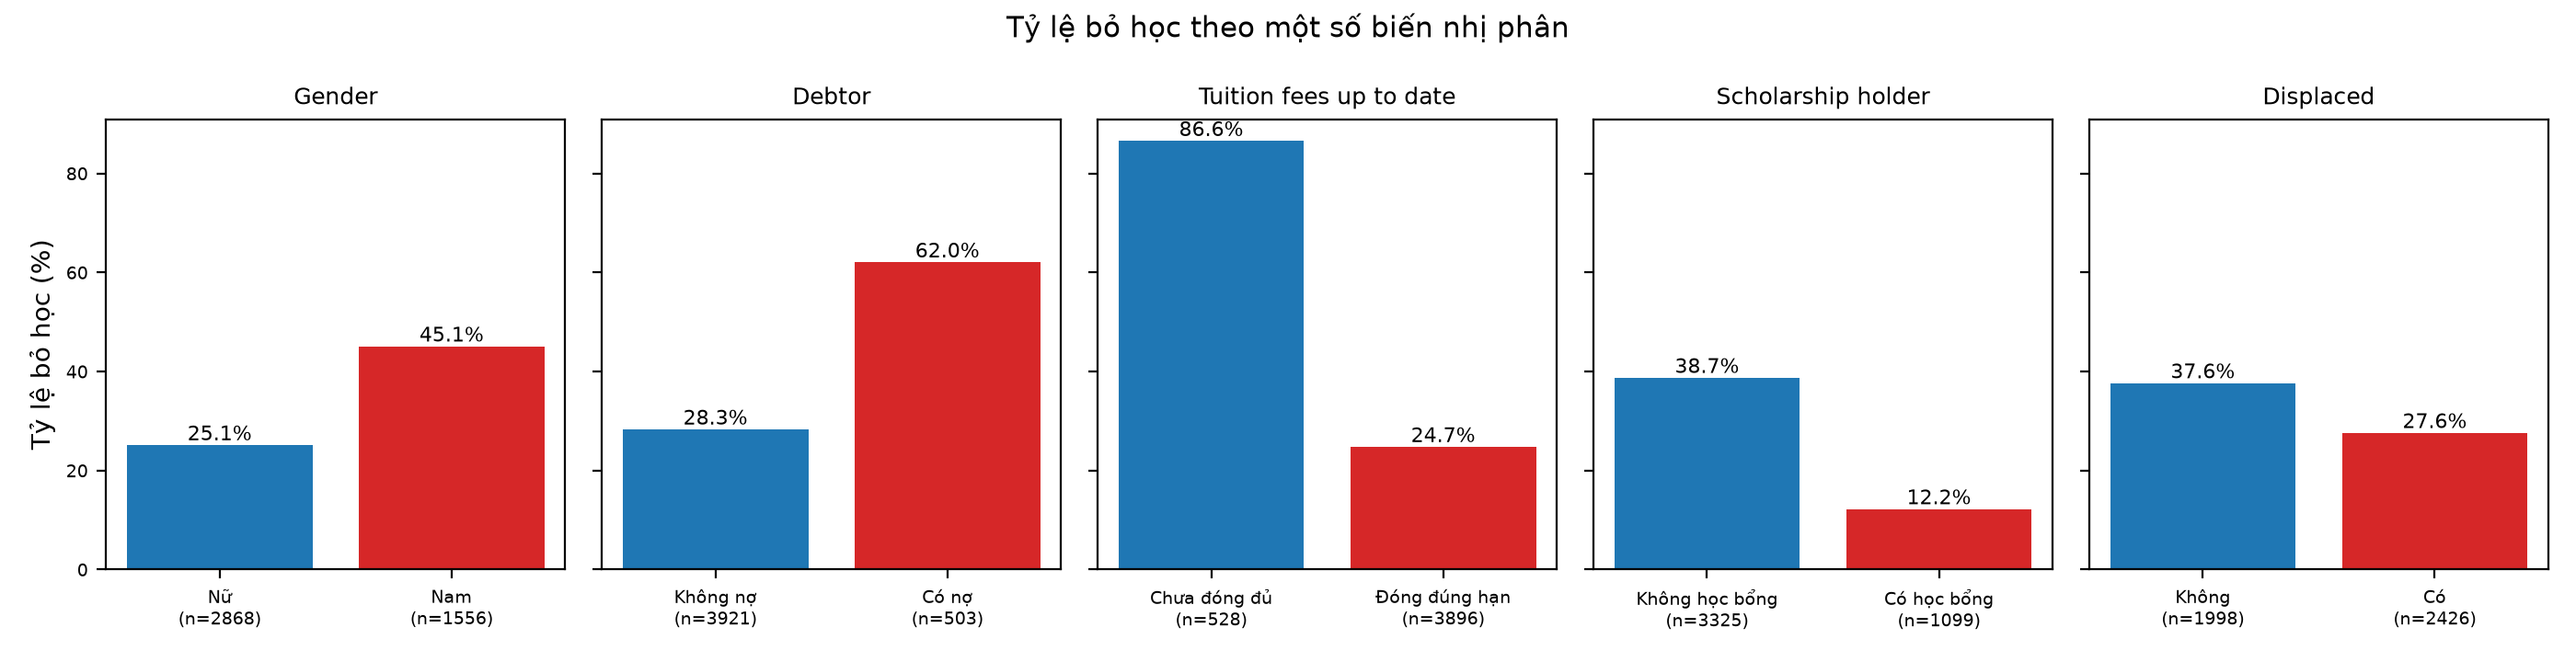 Tỷ lệ bỏ học theo một số biến nhị phân
Tỷ lệ bỏ học (%)
Gender
80
60
40
20
0
25.1%
45.1%
Nữ
(n=2868)
Nam
(n=1556)
Debtor
28.3%
62.0%
Không nợ
(n=3921)
Có nợ
(n=503)
Tuition fees up to date
86.6%
24.7%
Chưa đóng đủ
(n=528)
Đóng đúng hạn
(n=3896)
Scholarship holder
38.7%
12.2%
Không học bổng
(n=3325)
Có học bổng
(n=1099)
Displaced
37.6%
27.6%
Không
(n=1998)
Có
(n=2426)